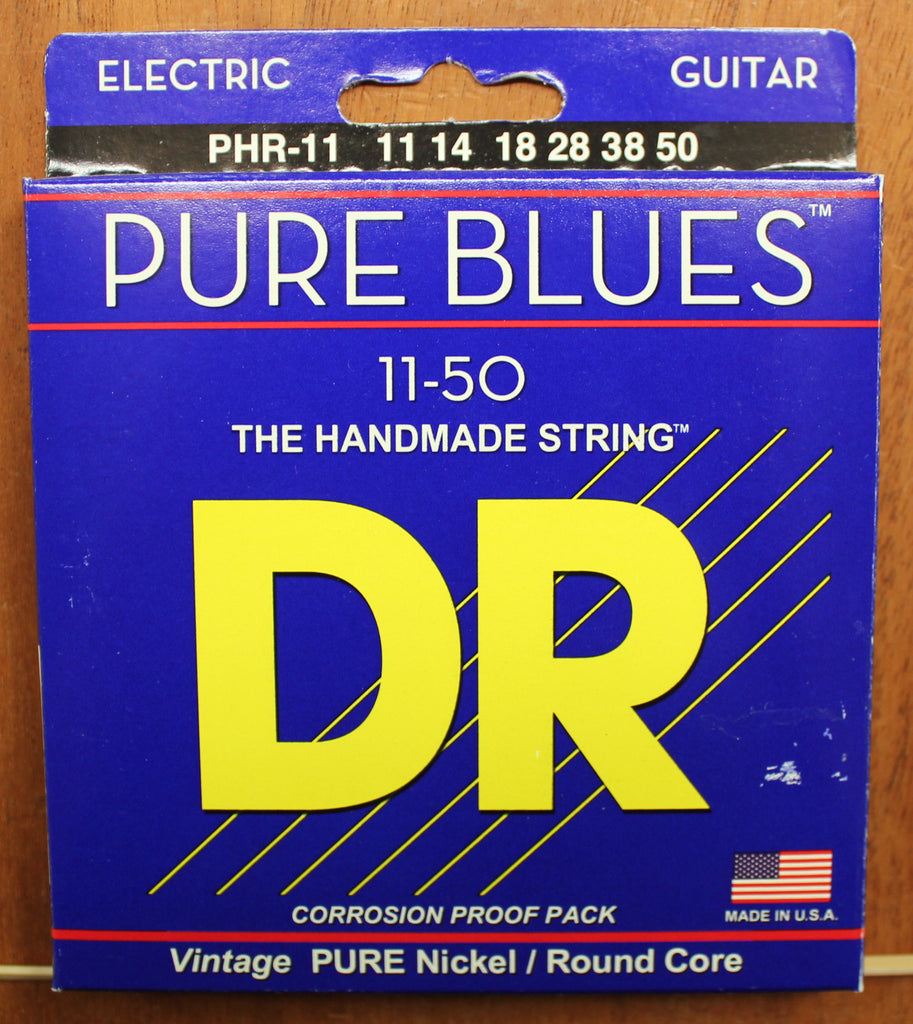 ELECTRIC GUITAR
PHR-11 11 14 18 28 38 50
PURE BLUES™
11-50
THE HANDMADE STRING™
DR
CORROSION PROOF PACK
MADE IN U.S.A.
Vintage PURE Nickel / Round Core